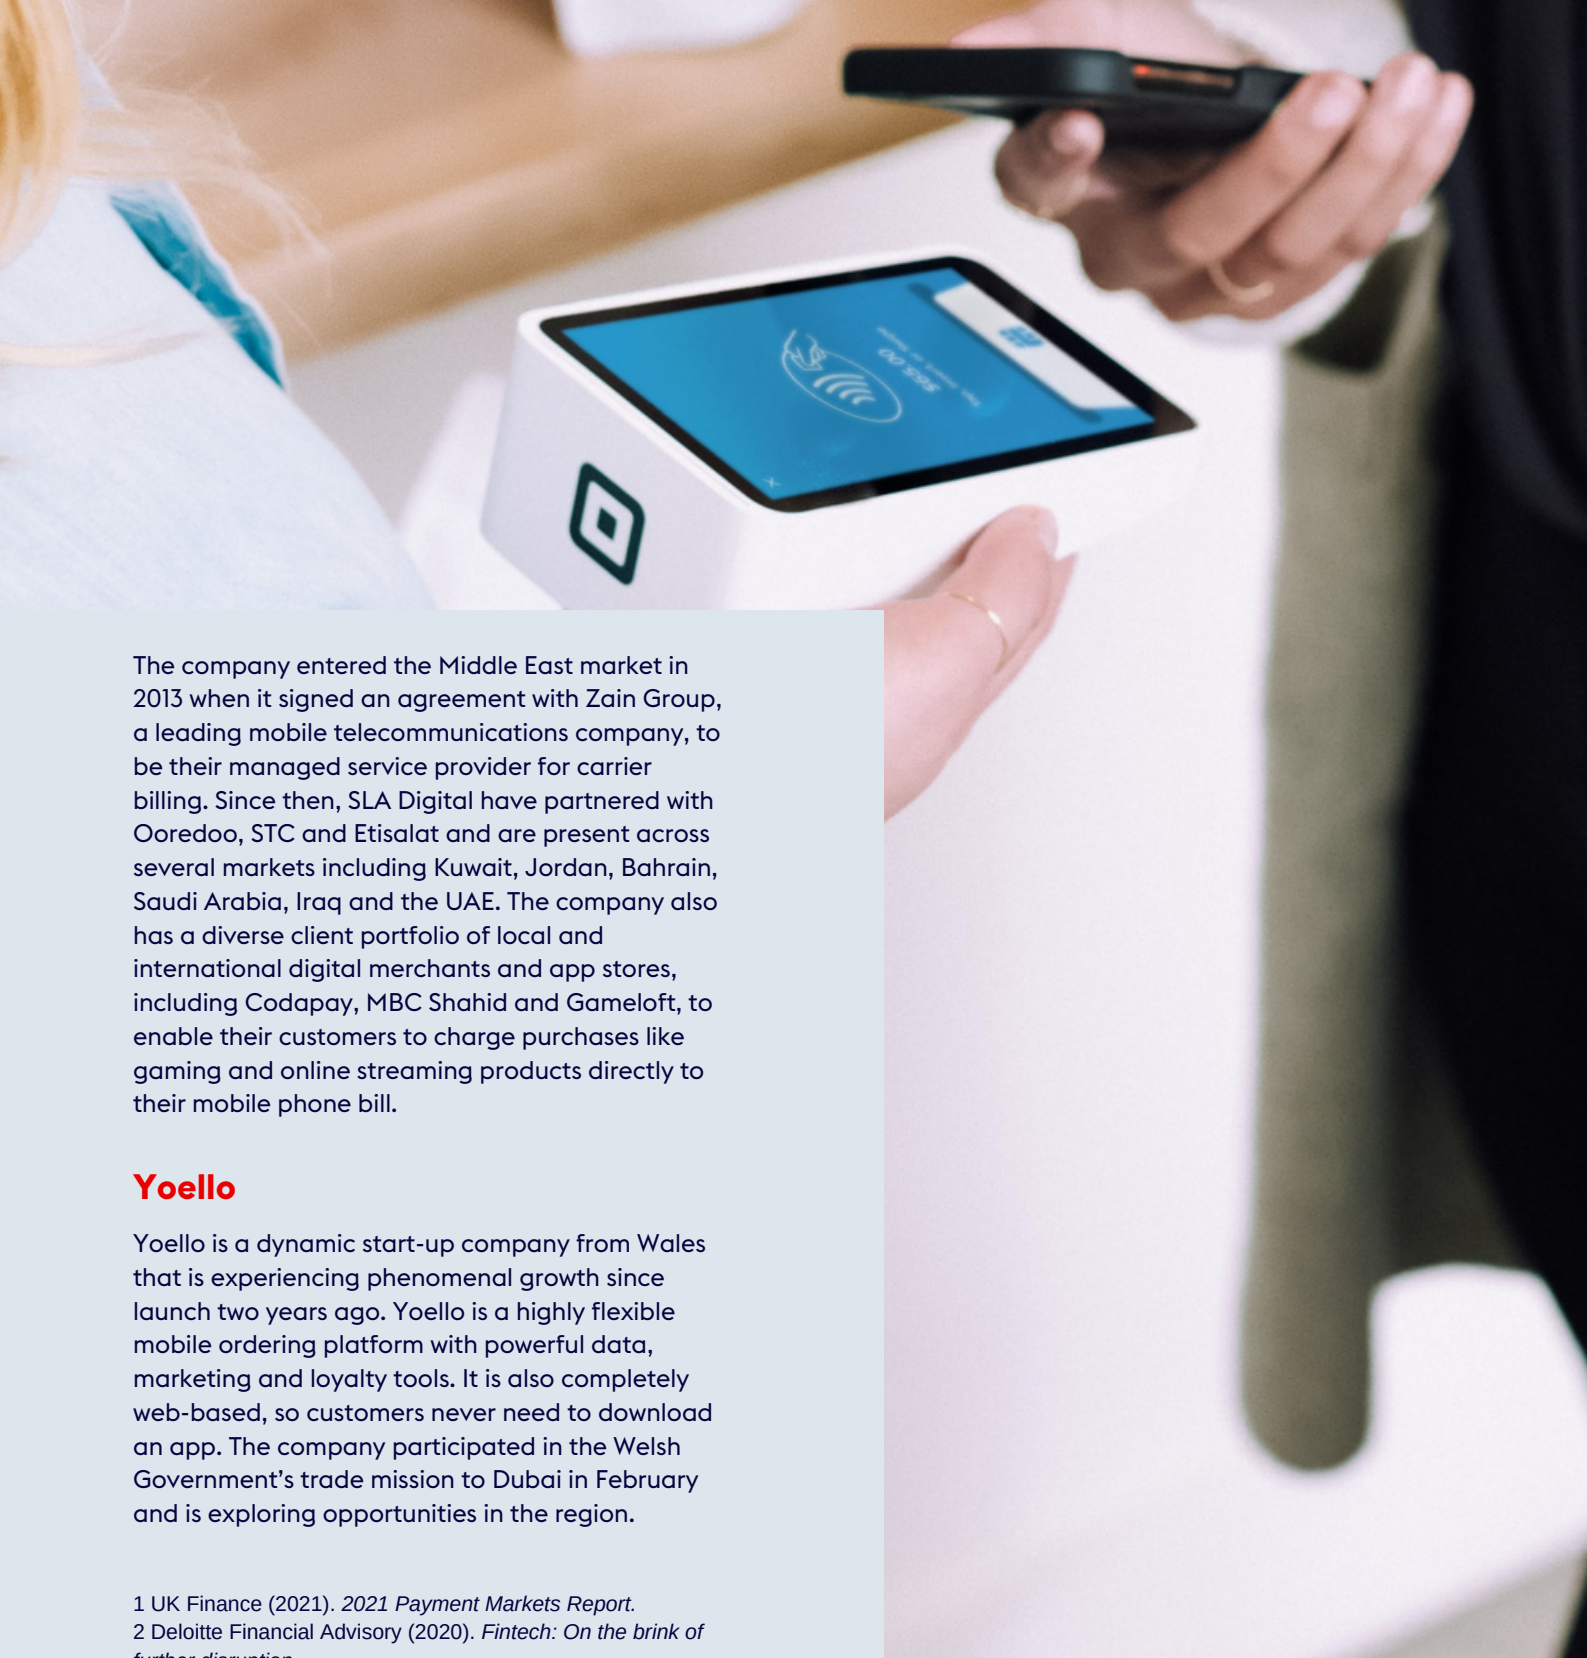 $65.00
The company entered the Middle East market in
2013 when it signed an agreement with Zain Group,
a leading mobile telecommunications company, to
be their managed service provider for carrier
billing. Since then, SLA Digital have partnered with
Ooredoo, STC and Etisalat and are present across
several markets including Kuwait, Jordan, Bahrain,
Saudi Arabia, Iraq and the UAE. The company also
has a diverse client portfolio of local and
international digital merchants and app stores,
including Codapay, MBC Shahid and Gameloft, to
enable their customers to charge purchases like
gaming and online streaming products directly to
their mobile phone bill.
Yoello
Yoello is a dynamic start-up company from Wales
that is experiencing phenomenal growth since
launch two years ago. Yoello is a highly flexible
mobile ordering platform with powerful data,
marketing and loyalty tools. It is also completely
web-based, so customers never need to download
an app. The company participated in the Welsh
Government’s trade mission to Dubai in February
and is exploring opportunities in the region.
1 UK Finance (2021). 2021 Payment Markets Report.
2 Deloitte Financial Advisory (2020). Fintech: On the brink of
further disruption